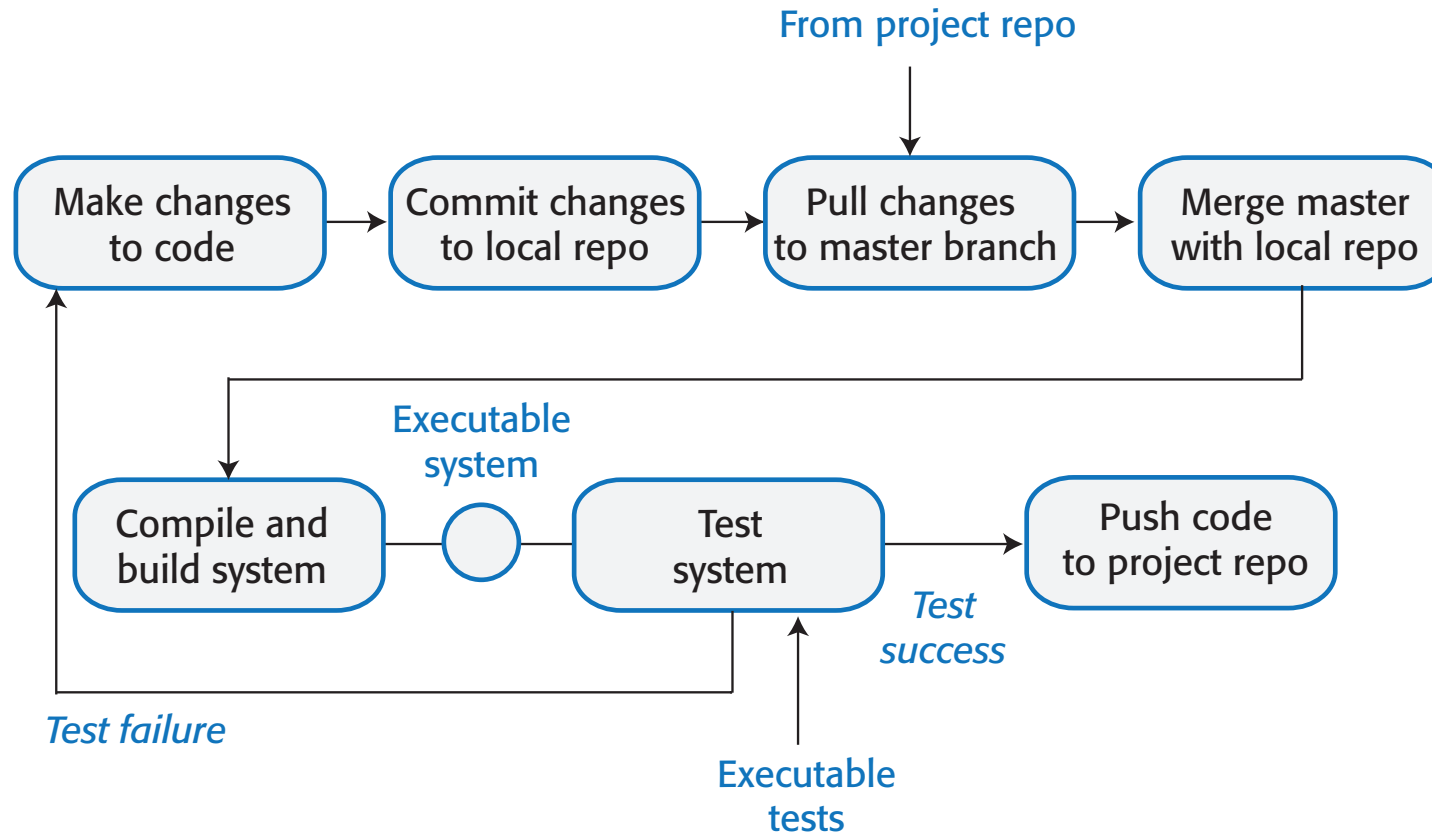 From project repo
Make changes
to code
Commit changes
to local repo
Pull changes
to master branch
Merge master
with local repo
Executable
system
Compile and
build system
Test
system
Push code
to project repo
Test
success
Test failure
Executable
tests